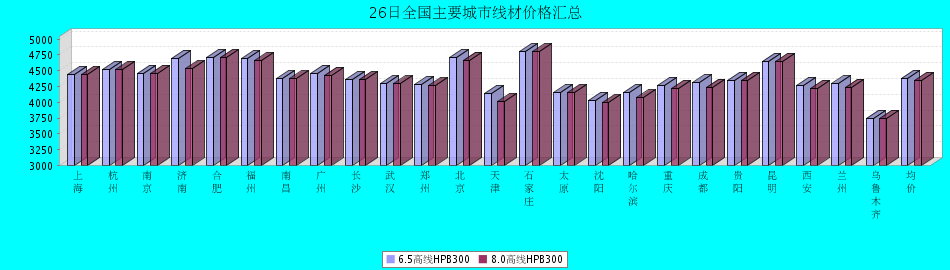 26日全国主要城市线材价格汇总
5000
4750
4500
4250
4000
3750
3500
3250
3000
上海
杭州
南京
济南
合肥
福州
南昌
广州
长沙
武汉
郑州
北京
天津
石家庄
太原
沈阳
哈尔滨
重庆
成都
贵阳
昆明
西安
兰州
乌鲁木齐
均价
6.5高线HPB300 8.0高线HPB300